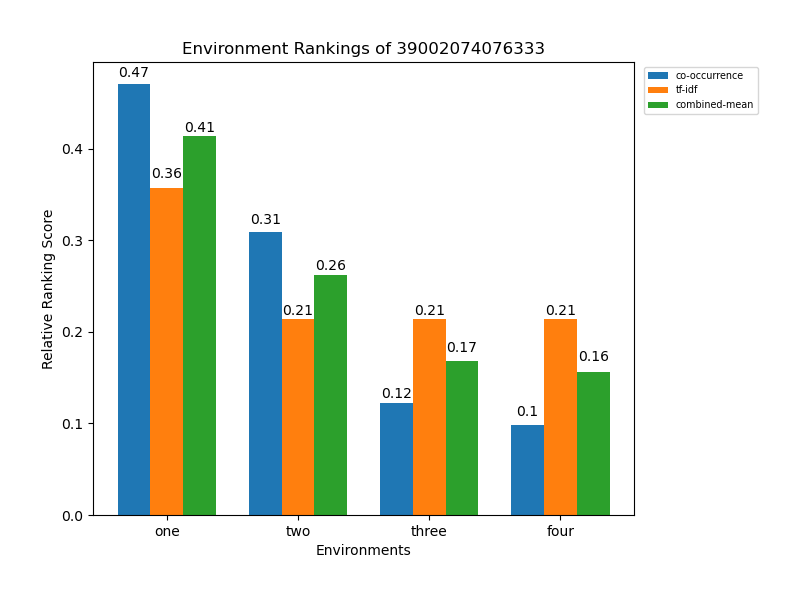 Environment Rankings of 39002074076333
co-occurrence
tf-idf
combined-mean
Relative Ranking Score
0.4
0.3
0.2
0.1
0.0
0.47
0.36
0.41
0.31
0.21
0.26
0.12
0.21
0.17
0.1
0.21
0.16
one two three four
Environments